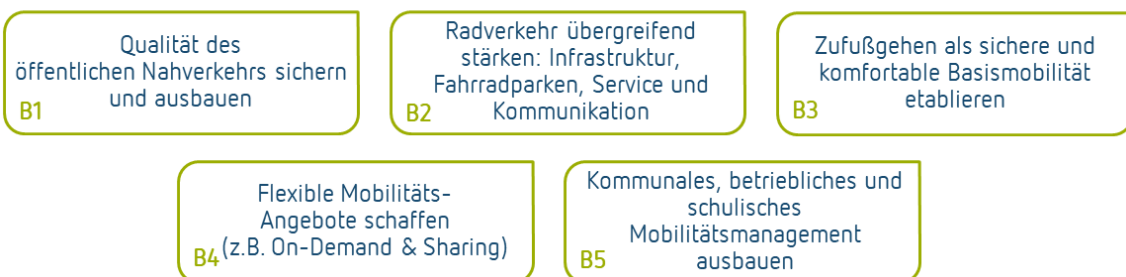 Qualität des
öffentlichen Nahverkehrs sichern
und ausbauen
B1
Radverkehr übergreifend
stärken: Infrastruktur,
Fahrradparken, Service und
Kommunikation
B2
Zufußgehen als sichere und
komfortable Basismobilität
etablieren
B3
Flexible Mobilitäts-
Angebote schaffen
(z.B. On-Demand & Sharing)
B4
Kommunales, betriebliches und
schulisches
Mobilitätsmanagement
ausbauen
B5